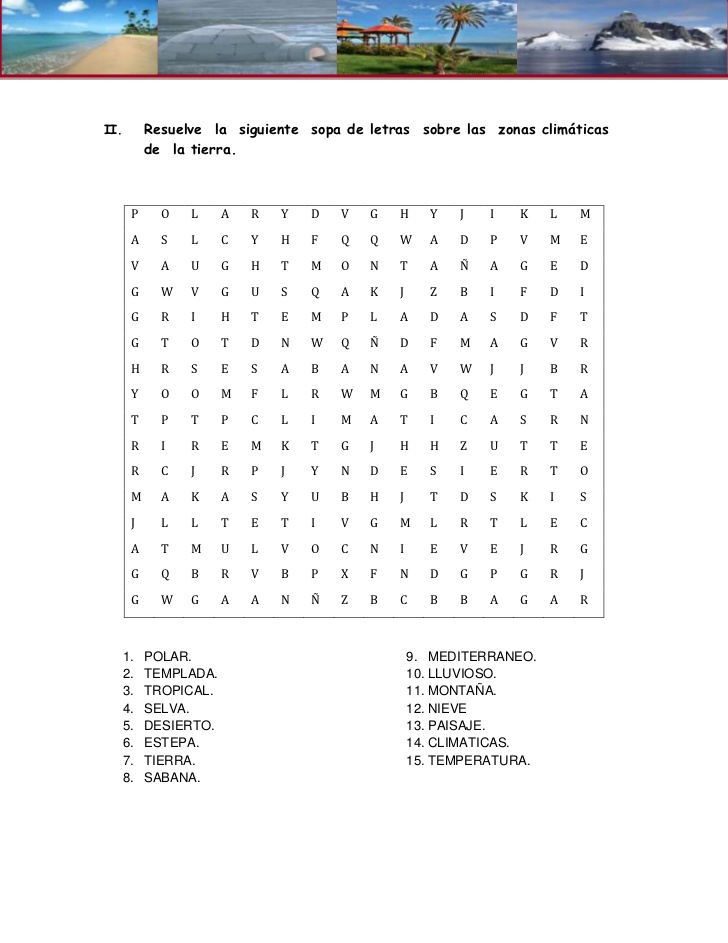 II. Resuelve la siguiente sopa de letras sobre las zonas climáticas
de la tierra.
P O L A R Y D V G H Y J I K L M
A S L C Y H F Q Q W A D P V M E
V A U G H T M O N T A Ñ A G E D
G W V G U S Q A K J Z B I F D I
G R I H T E M P L A D A S D F T
G T O T D N W Q Ñ D F M A G V R
H R S E S A B A N A V W J J B R
Y O O M F L R W M G B Q E G T A
T P T P C L I M A T I C A S R N
R I R E M K T G J H H Z U T T E
R C J R P J Y N D E S I E R T O
M A K A S Y U B H J T D S K I S
J L L T E T I V G M L R T L E C
A T M U L V O C N I E V E J R G
G Q B R V B P X F N D G P G R J
G W G A A N Ñ Z B C B B A G A R
1. POLAR.
2. TEMPLADA.
3. TROPICAL.
4. SELVA.
5. DESIERTO.
6. ESTEPA.
7. TIERRA.
8. SABANA.
9. MEDITERRANEO.
10. LLUVIOSO.
11. MONTAÑA.
12. NIEVE
13. PAISAJE.
14. CLIMATICAS.
15. TEMPERATURA.